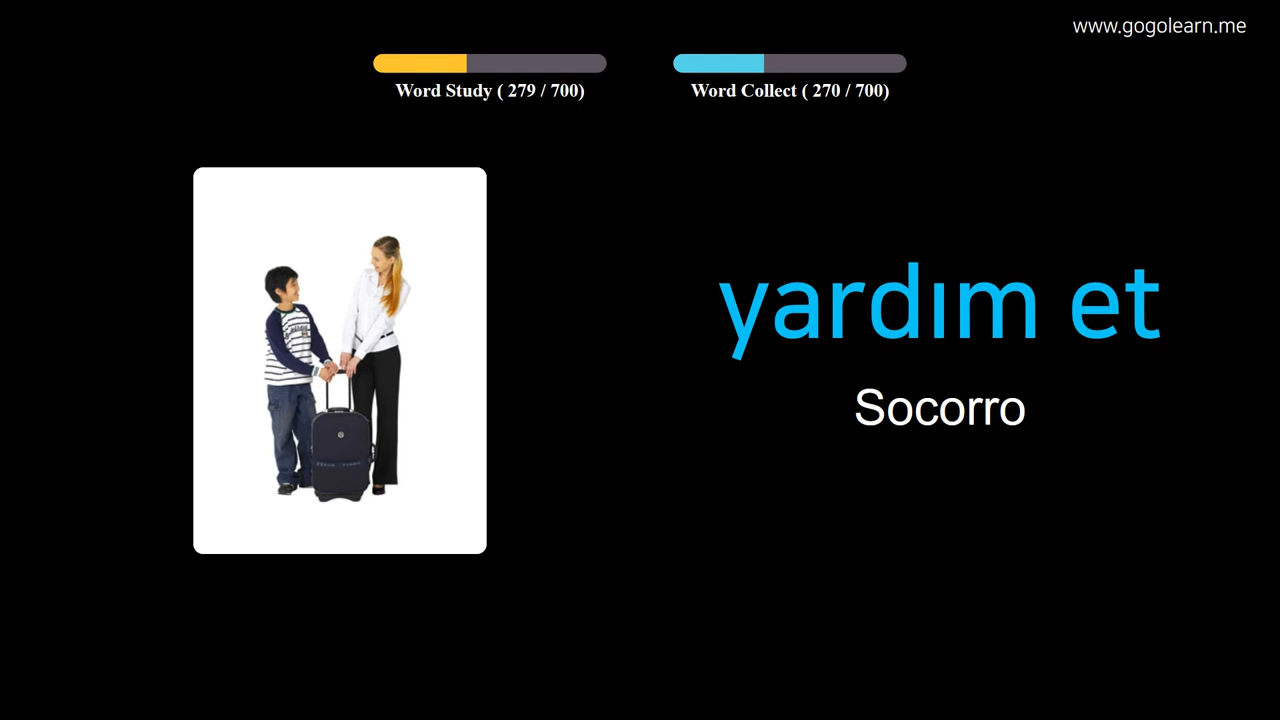 www.gogolearn.me
Word Study ( 279 / 700)
Word Collect ( 270 / 700)
yardım et
Socorro